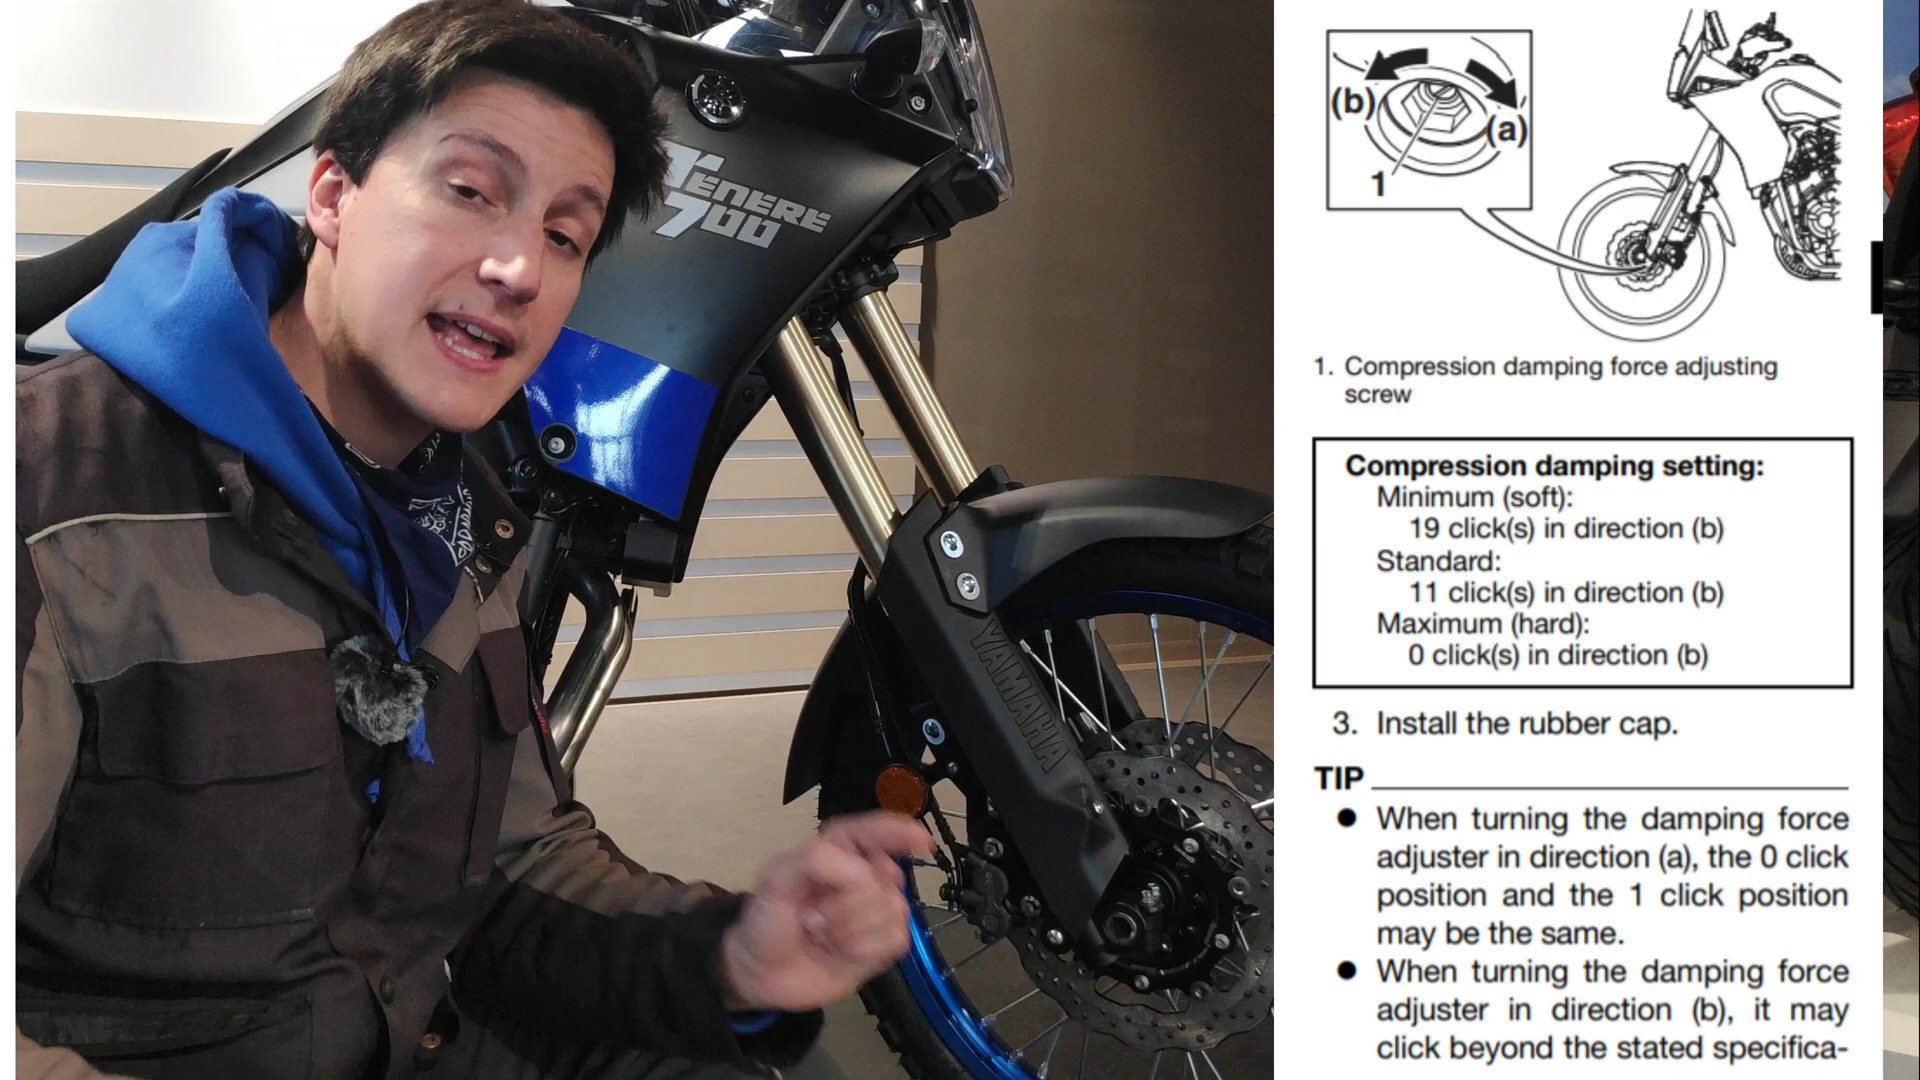 TENERE
700
YAMAHA
(b)
(a)
1
1. Compression damping force adjusting
screw
Compression damping setting:
Minimum (soft):
19 click(s) in direction (b)
Standard:
11 click(s) in direction (b)
Maximum (hard):
0 click(s) in direction (b)
3. Install the rubber cap.
TIP
● When turning the damping force
adjuster in direction (a), the 0 click
position and the 1 click position
may be the same.
● When turning the damping force
adjuster in direction (b), it may
click beyond the stated specifica-